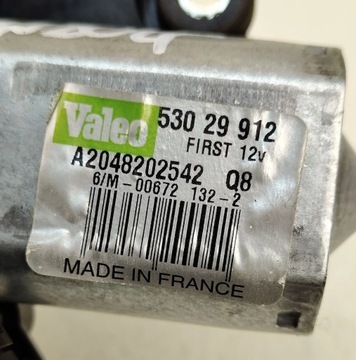 Valeo 530 29 912
FIRST 12v
A2048202542 Q8
6/M-00672 132-2
MADE IN FRANCE